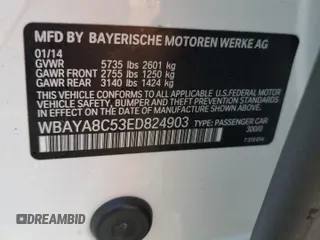 MFD BY BAYERISCHE MOTOREN WERKE AG
01/14
GVWR 5735 lbs 2601 kg
GAWR FRONT 2755 lbs 1250 kg
GAWR REAR 3140 lbs 1424 kg
THIS VEHICLE CONFORMS TO ALL APPLICABLE
U.S. FEDERAL MOTOR VEHICLE SAFETY, BUMPER,
AND THEFT PREVENTION STANDARDS IN EFFECT
ON THE DATE OF MANUFACTURE SHOWN ABOVE.
WBAYA8C53ED824903 TYPE: PASSENGER CAR
300/0
DREAMBID